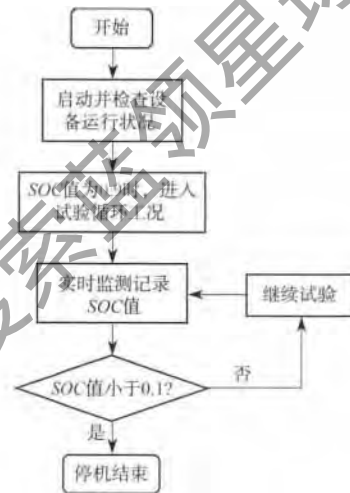 开始
启动并检查设
备运行状况
SOC值为0.9时，进入
试验循环工况
实时监测记录
SOC值
继续试验
SOC值小于0.1?
否
是
停机结束